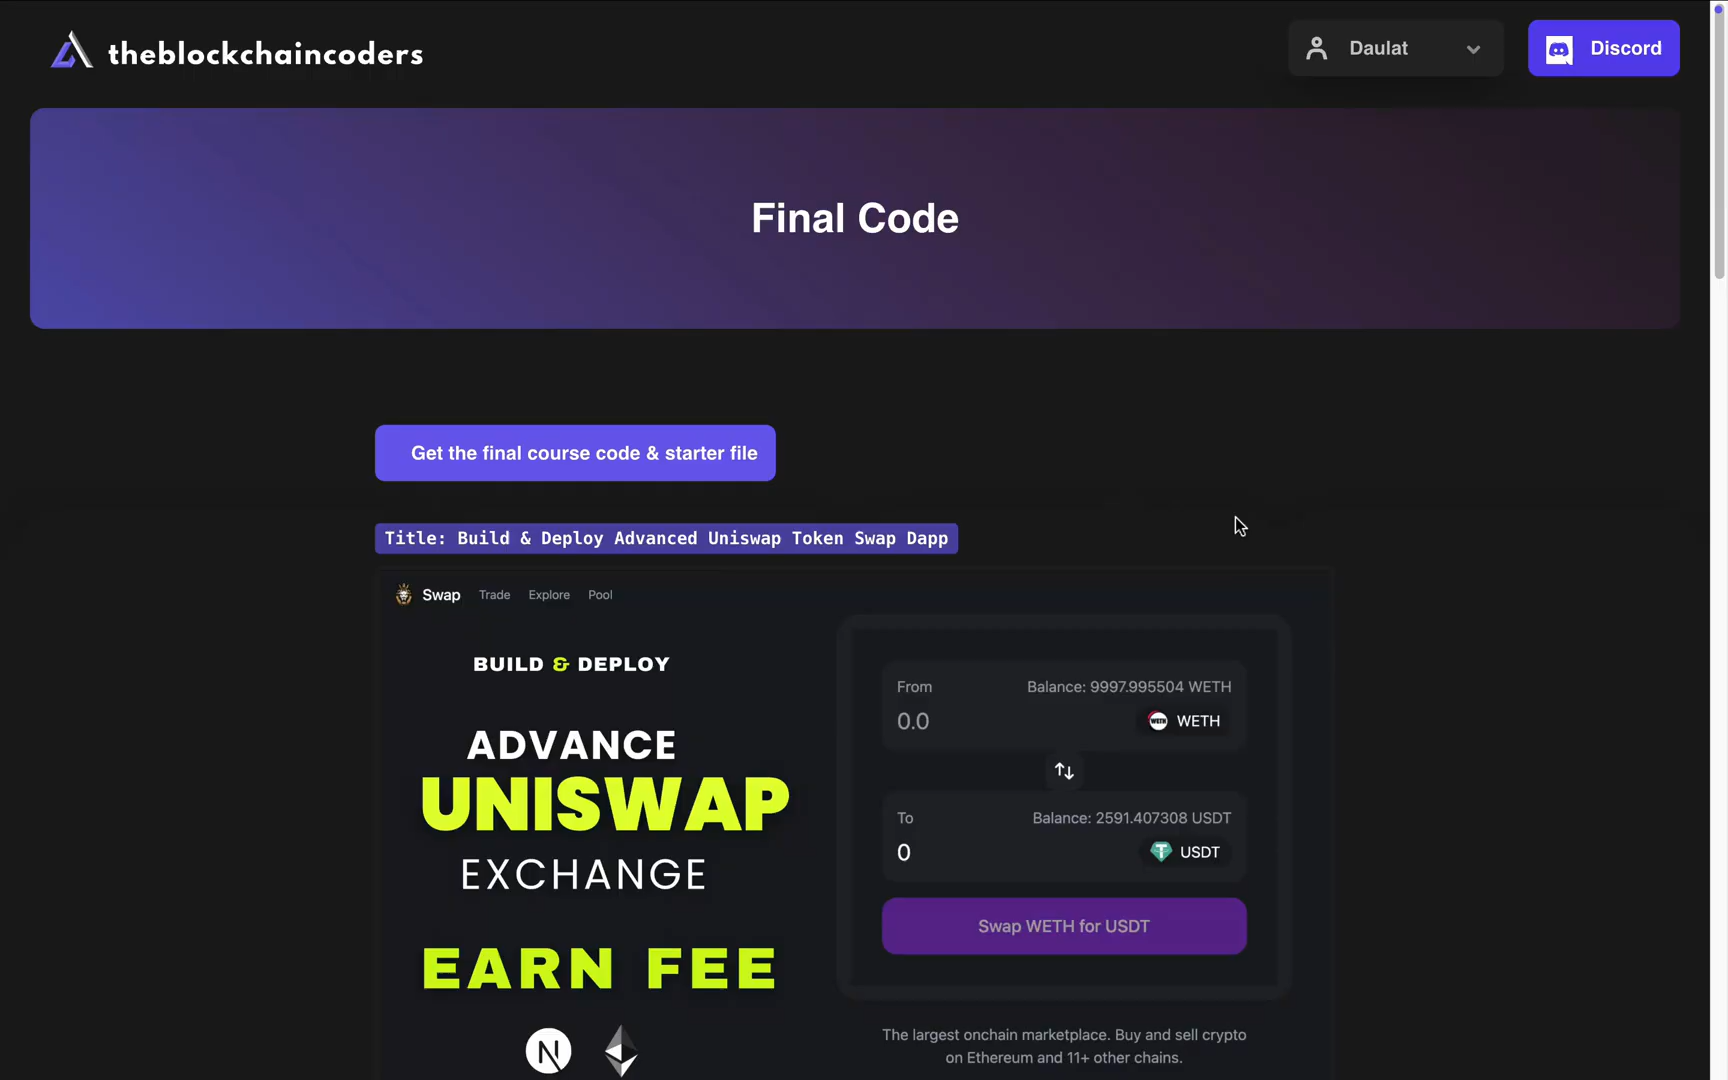 theblockchaincoders
Daulat
Discord
Final Code
Get the final course code & starter file
Title: Build & Deploy Advanced Uniswap Token Swap Dapp
Swap Trade Explore Pool
BUILD & DEPLOY
ADVANCE
UNISWAP
EXCHANGE
EARN FEE
N
From Balance: 9997.995504 WETH
0.0 WETH WETH
To Balance: 2591.407308 USDT
0 USDT
Swap WETH for USDT
The largest onchain marketplace. Buy and sell crypto
on Ethereum and 11+ other chains.